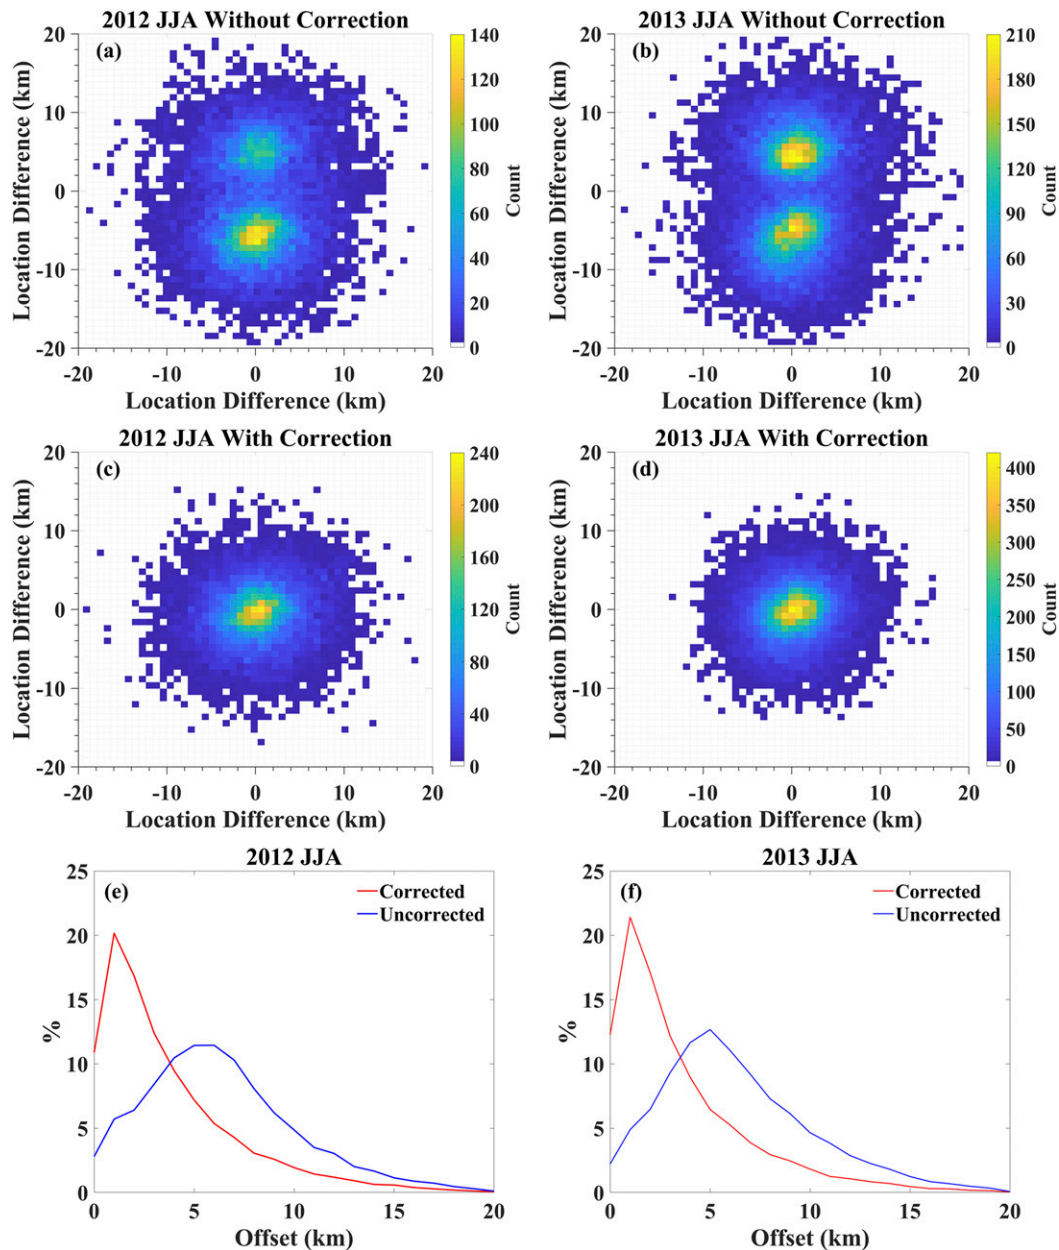 2012 JJA Without Correction
(a)
20
10
0
-10
-20
Location Difference (km)
-20 -10 0 10 20
Location Difference (km)
140
120
100
80
60
40
20
0
Count
2013 JJA Without Correction
(b)
20
10
0
-10
-20
Location Difference (km)
-20 -10 0 10 20
Location Difference (km)
210
180
150
120
90
60
30
0
Count
2012 JJA With Correction
(c)
20
10
0
-10
-20
Location Difference (km)
-20 -10 0 10 20
Location Difference (km)
240
200
160
120
80
40
0
Count
2013 JJA With Correction
(d)
20
10
0
-10
-20
Location Difference (km)
-20 -10 0 10 20
Location Difference (km)
400
350
300
250
200
150
100
50
0
Count
2012 JJA
(e)
Corrected
Uncorrected
25
20
15
10
5
0
%
0 5 10 15 20
Offset (km)
2013 JJA
(f)
Corrected
Uncorrected
25
20
15
10
5
0
%
0 5 10 15 20
Offset (km)